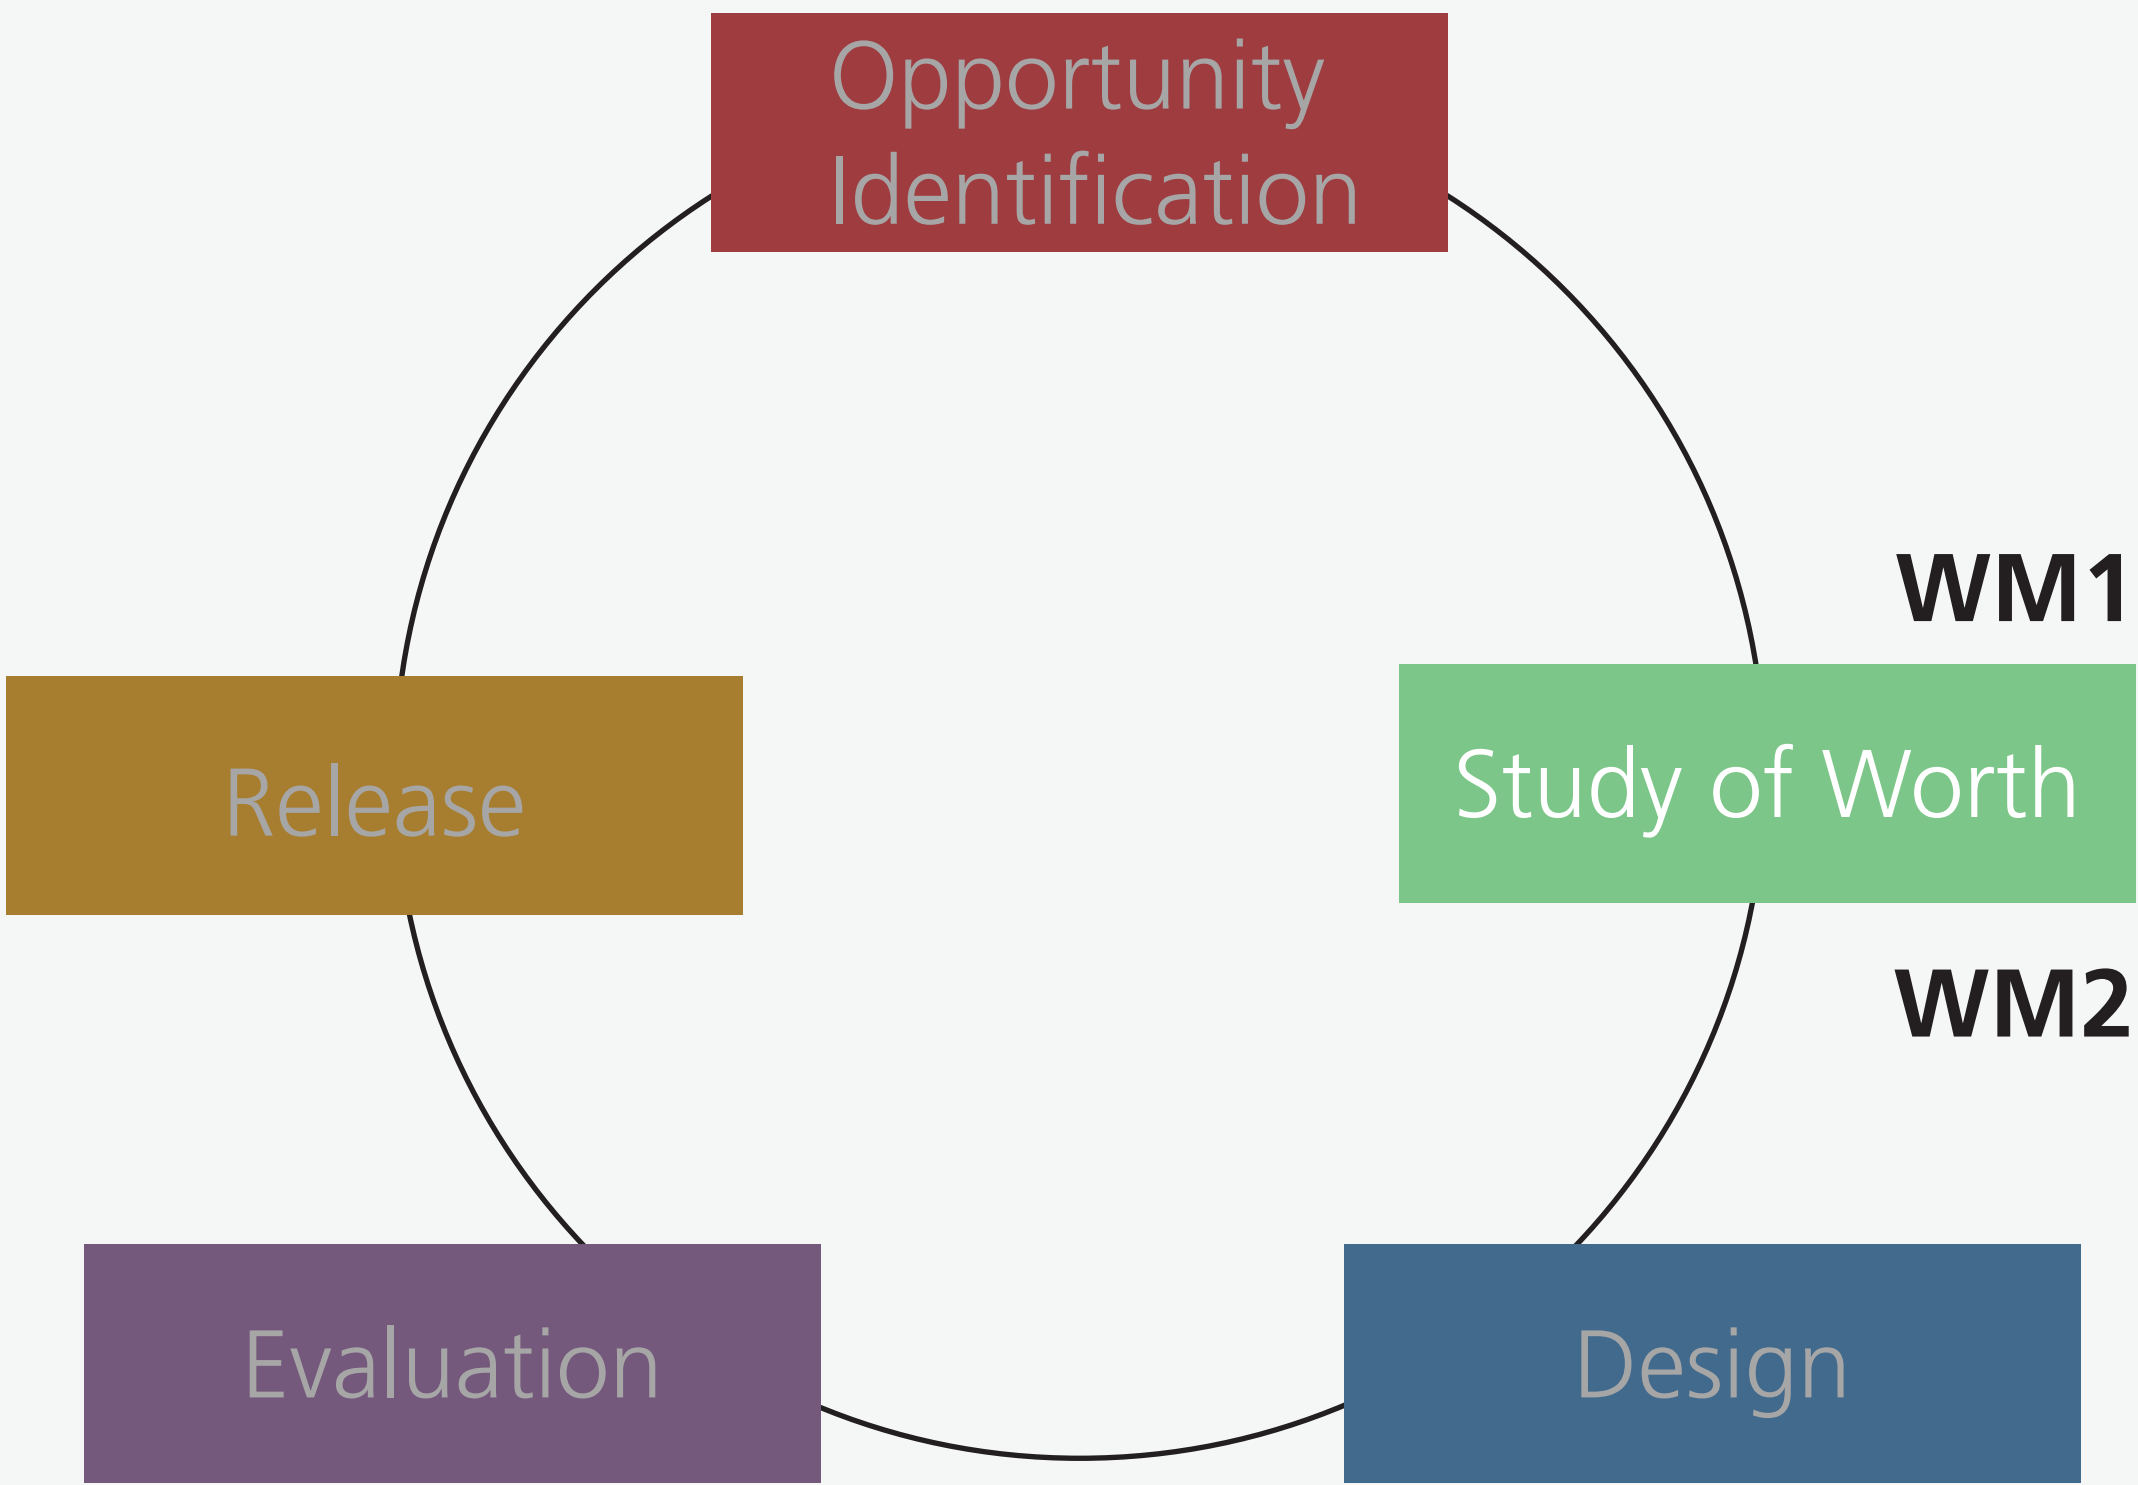 Opportunity
Identification
WM1
Release
Study of Worth
WM2
Evaluation
Design